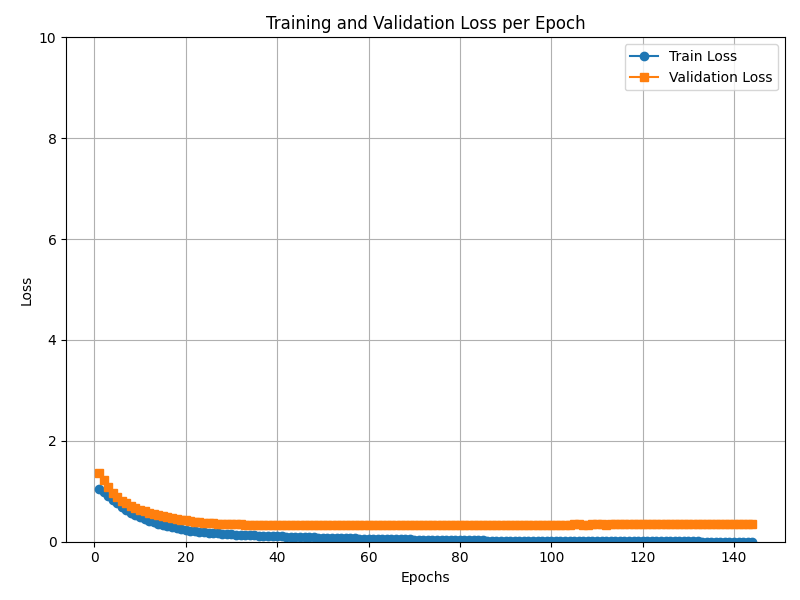 Training and Validation Loss per Epoch
Train Loss
Validation Loss
10
8
6
4
2
0
Loss
0 20 40 60 80 100 120 140
Epochs